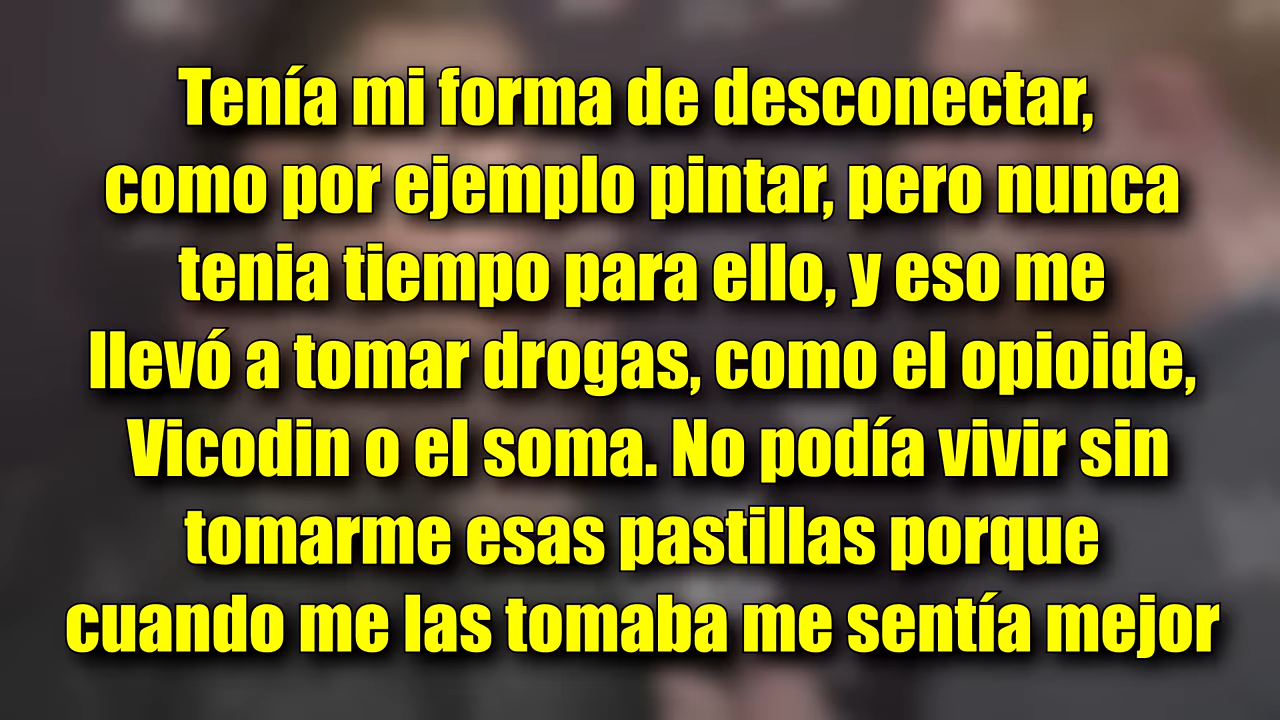 Tenía mi forma de desconectar,
como por ejemplo pintar, pero nunca
tenia tiempo para ello, y eso me
llevó a tomar drogas, como el opioide,
Vicodin o el soma. No podía vivir sin
tomarme esas pastillas porque
cuando me las tomaba me sentía mejor